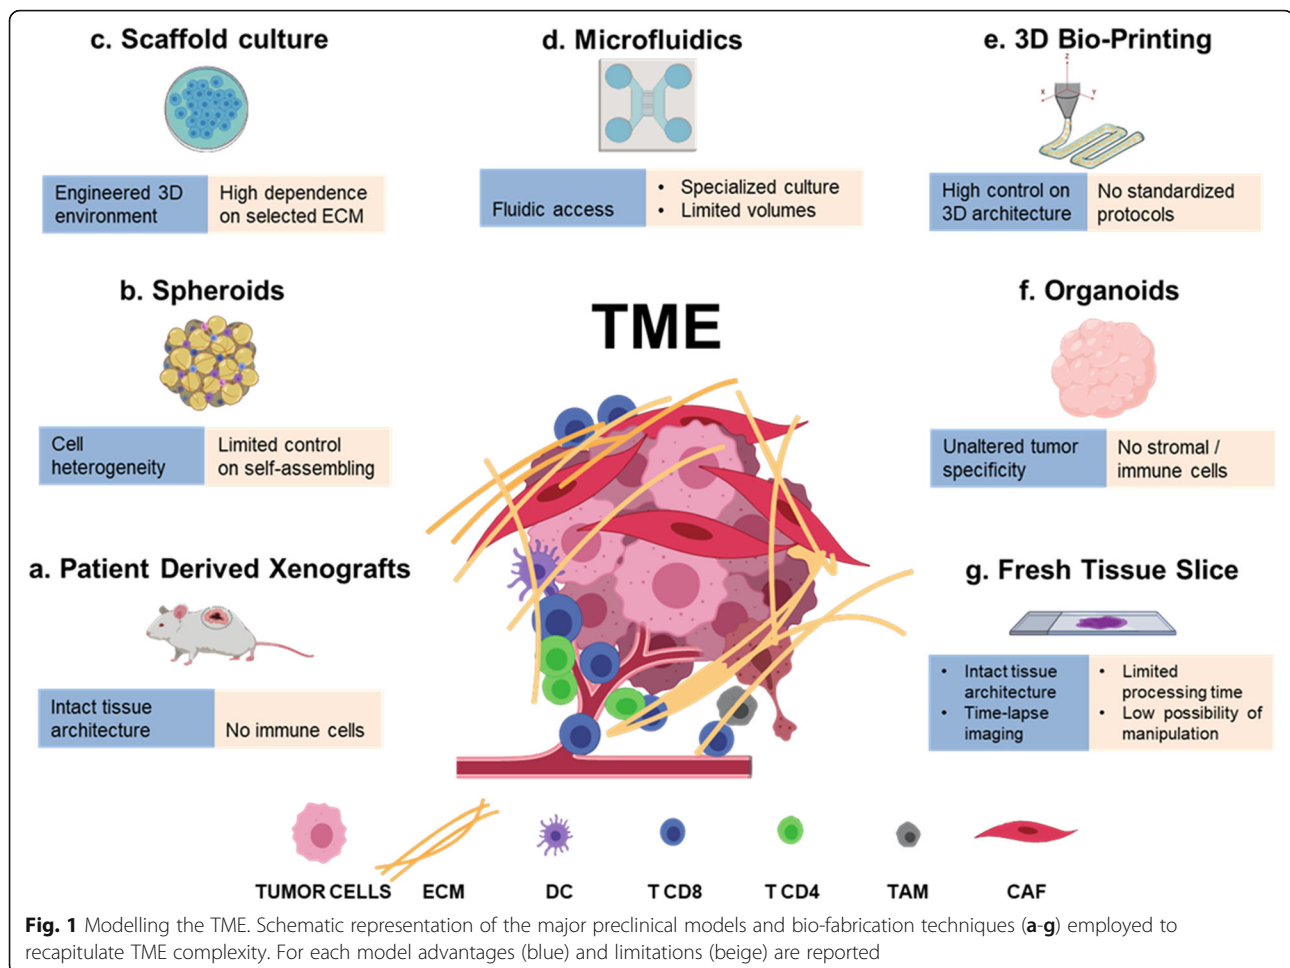 c. Scaffold culture
Engineered 3D
environment
High dependence
on selected ECM
d. Microfluidics
Fluidic access
• Specialized culture
• Limited volumes
e. 3D Bio-Printing
Z
X
Y
High control on
3D architecture
No standardized
protocols
b. Spheroids
Cell
heterogeneity
Limited control
on self-assembling
TME
f. Organoids
Unaltered tumor
specificity
No stromal /
immune cells
a. Patient Derived Xenografts
Intact tissue
architecture
No immune cells
g. Fresh Tissue Slice
• Intact tissue
architecture
• Time-lapse
imaging
• Limited
processing time
• Low possibility of
manipulation
TUMOR CELLS
ECM
DC
T CD8
T CD4
TAM
CAF
Fig. 1 Modelling the TME. Schematic representation of the major preclinical models and bio-fabrication techniques (a-g) employed to
recapitulate TME complexity. For each model advantages (blue) and limitations (beige) are reported